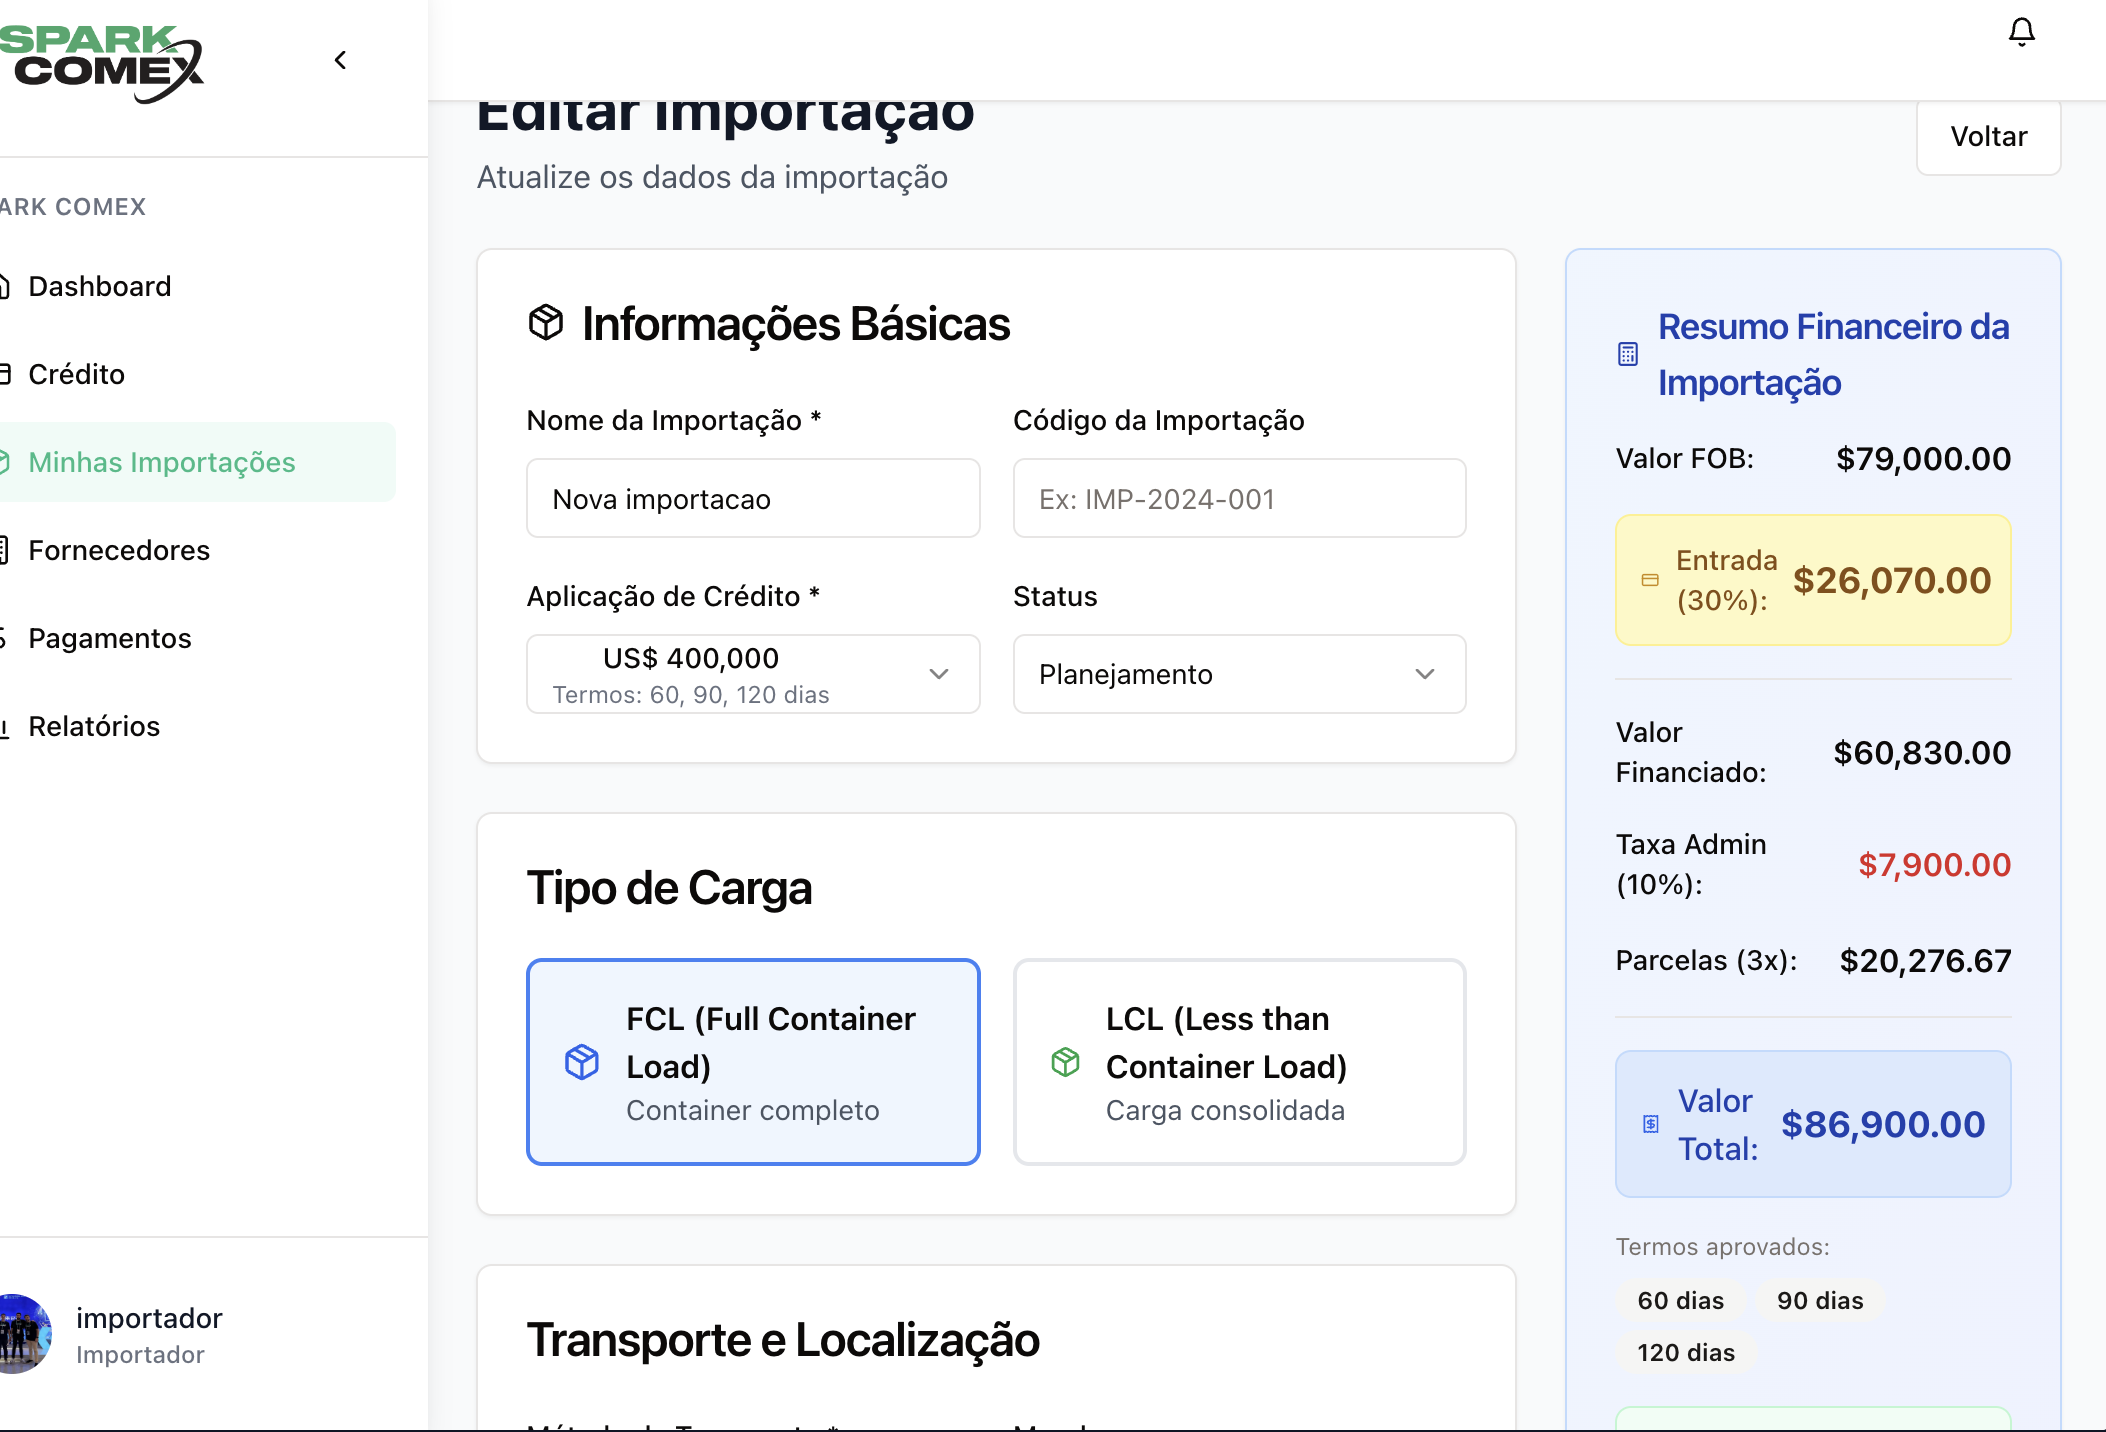 SPARK
COMEX
ARK COMEX
Dashboard
Crédito
Minhas Importações
Fornecedores
Pagamentos
Relatórios
importador
Importador
Editar Importação
Atualize os dados da importação
Voltar
Informações Básicas
Nome da Importação *
Nova importacao
Código da Importação
Ex: IMP-2024-001
Aplicação de Crédito *
US$ 400,000
Termos: 60, 90, 120 dias
Status
Planejamento
Tipo de Carga
FCL (Full Container
Load)
Container completo
LCL (Less than
Container Load)
Carga consolidada
Transporte e Localização
Resumo Financeiro da
Importação
Valor FOB: $79,000.00
Entrada
(30%): $26,070.00
Valor
Financiado: $60,830.00
Taxa Admin
(10%): $7,900.00
Parcelas (3x): $20,276.67
Valor
Total: $86,900.00
Termos aprovados:
60 dias
90 dias
120 dias